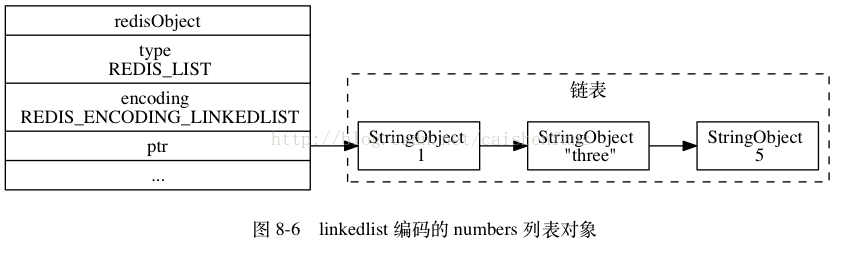 redisObject
type
REDIS_LIST
encoding
REDIS_ENCODING_LINKEDLIST
ptr
...
链表
StringObject
1
StringObject
"three"
StringObject
5
图 8-6 linkedlist 编码的 numbers 列表对象